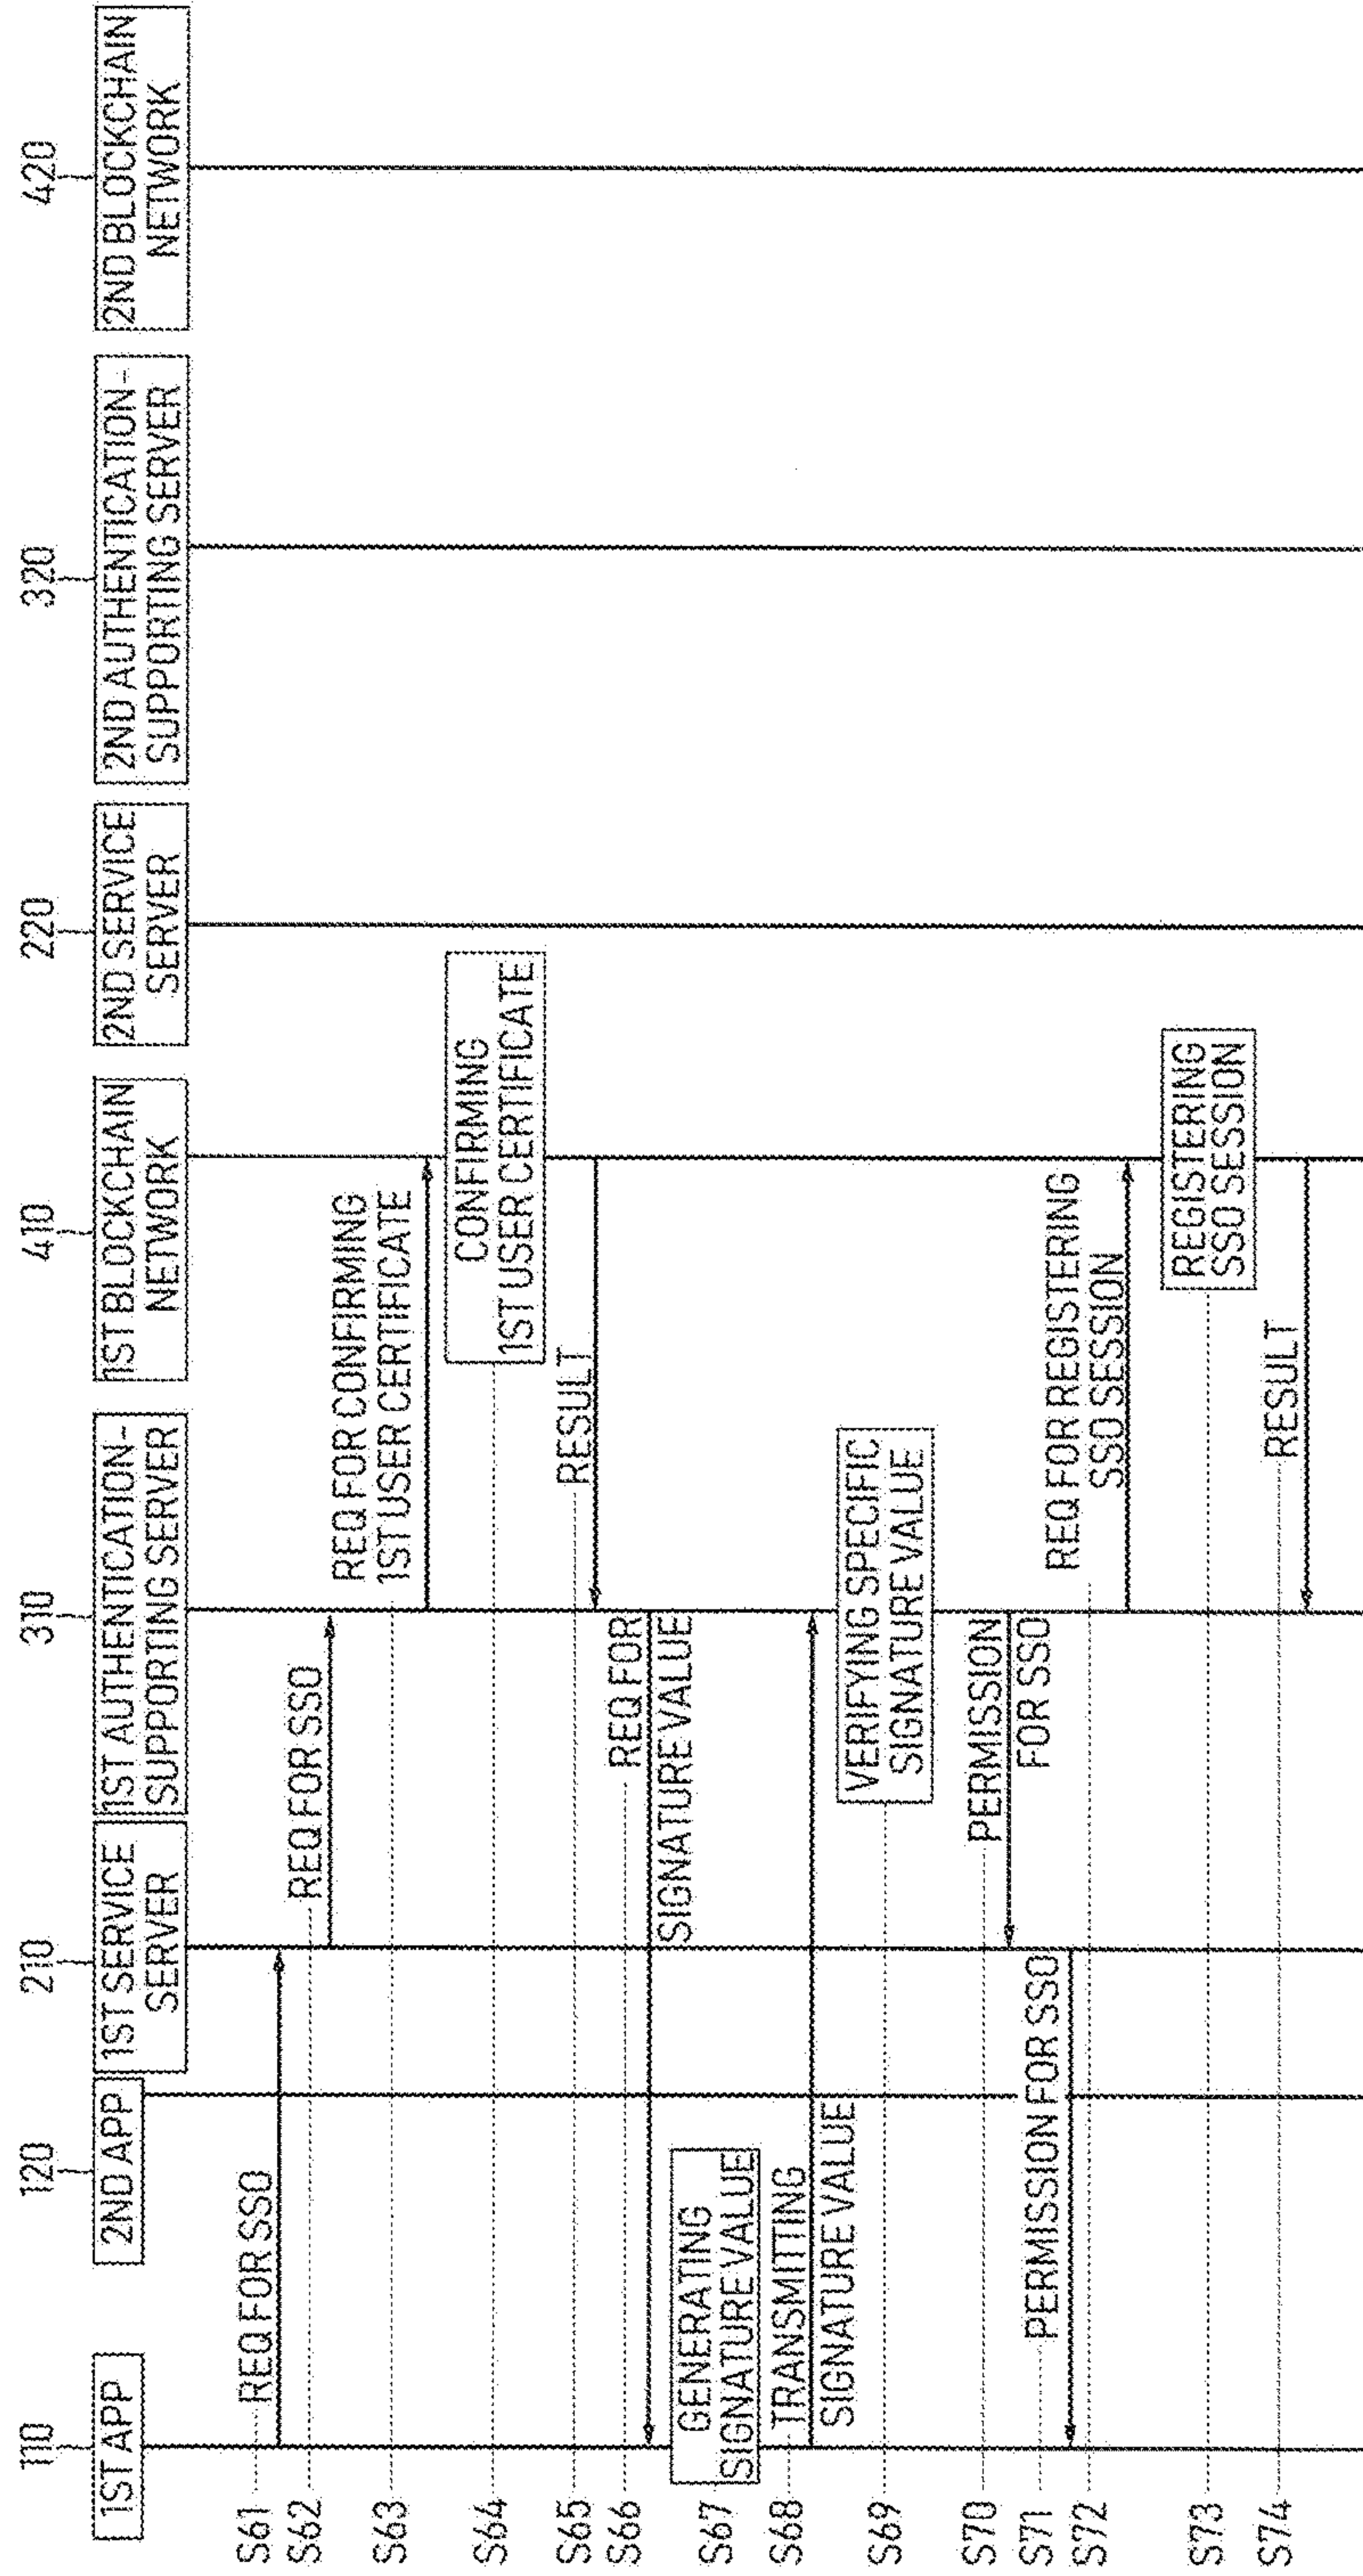 110
1ST APP
120
2ND APP
210
1ST SERVICE
SERVER
310
1ST AUTHENTICATION-
SUPPORTING SERVER
410
1ST BLOCKCHAIN
NETWORK
220
2ND SERVICE
SERVER
320
2ND AUTHENTICATION-
SUPPORTING SERVER
420
2ND BLOCKCHAIN
NETWORK
S61
REQ FOR SSO
S62
REQ FOR SSO
S63
REQ FOR CONFIRMING
1ST USER CERTIFICATE
S64
CONFIRMING
1ST USER CERTIFICATE
S65
RESULT
S66
REQ FOR
SIGNATURE VALUE
S67
GENERATING
SIGNATURE VALUE
S68
TRANSMITTING
SIGNATURE VALUE
S69
VERIFYING SPECIFIC
SIGNATURE VALUE
S70
PERMISSION
FOR SSO
S71
PERMISSION FOR SSO
S72
REQ FOR REGISTERING
SSO SESSION
S73
REGISTERING
SSO SESSION
S74
RESULT